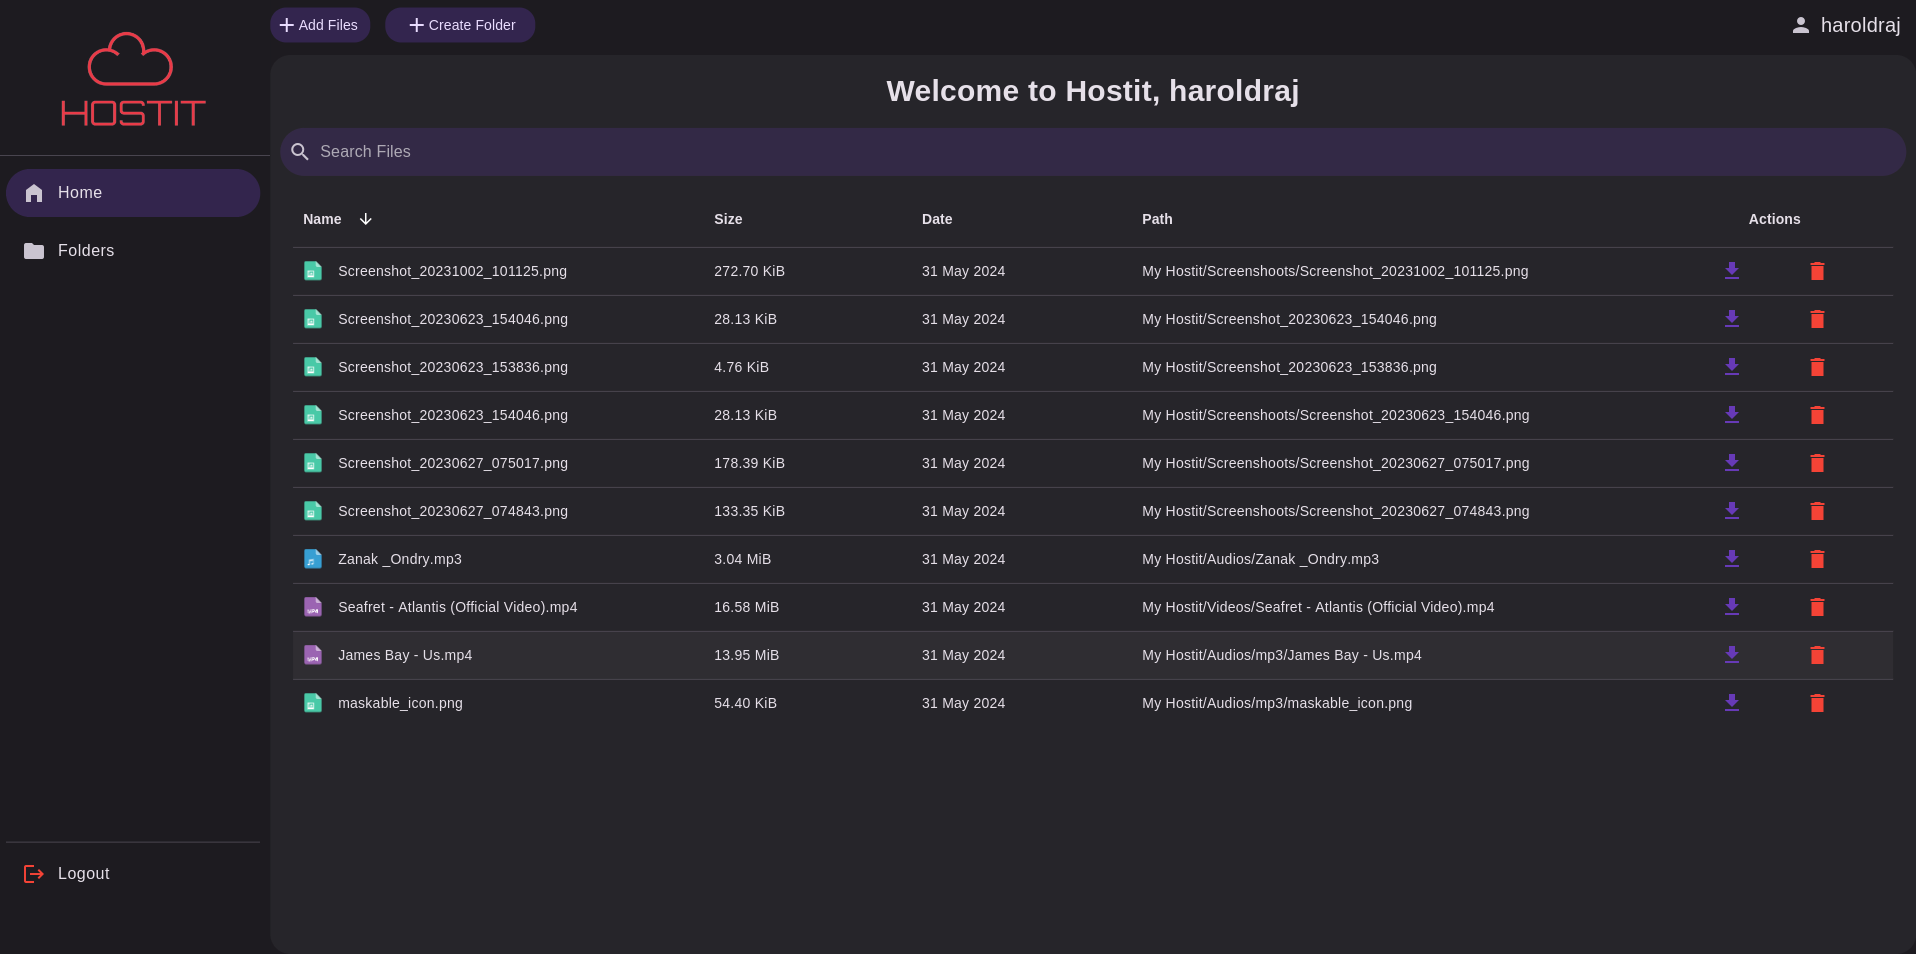 HOSTIT
Add Files
Create Folder
haroldraj
Home
Folders
Logout
Welcome to Hostit, haroldraj
Search Files
Name Size Date Path Actions
Screenshot_20231002_101125.png 272.70 KiB 31 May 2024 My Hostit/Screenshoots/Screenshot_20231002_101125.png
Screenshot_20230623_154046.png 28.13 KiB 31 May 2024 My Hostit/Screenshot_20230623_154046.png
Screenshot_20230623_153836.png 4.76 KiB 31 May 2024 My Hostit/Screenshot_20230623_153836.png
Screenshot_20230623_154046.png 28.13 KiB 31 May 2024 My Hostit/Screenshoots/Screenshot_20230623_154046.png
Screenshot_20230627_075017.png 178.39 KiB 31 May 2024 My Hostit/Screenshoots/Screenshot_20230627_075017.png
Screenshot_20230627_074843.png 133.35 KiB 31 May 2024 My Hostit/Screenshoots/Screenshot_20230627_074843.png
Zanak _Ondry.mp3 3.04 MiB 31 May 2024 My Hostit/Audios/Zanak _Ondry.mp3
MP4 Seafret - Atlantis (Official Video).mp4 16.58 MiB 31 May 2024 My Hostit/Videos/Seafret - Atlantis (Official Video).mp4
MP4 James Bay - Us.mp4 13.95 MiB 31 May 2024 My Hostit/Audios/mp3/James Bay - Us.mp4
maskable_icon.png 54.40 KiB 31 May 2024 My Hostit/Audios/mp3/maskable_icon.png